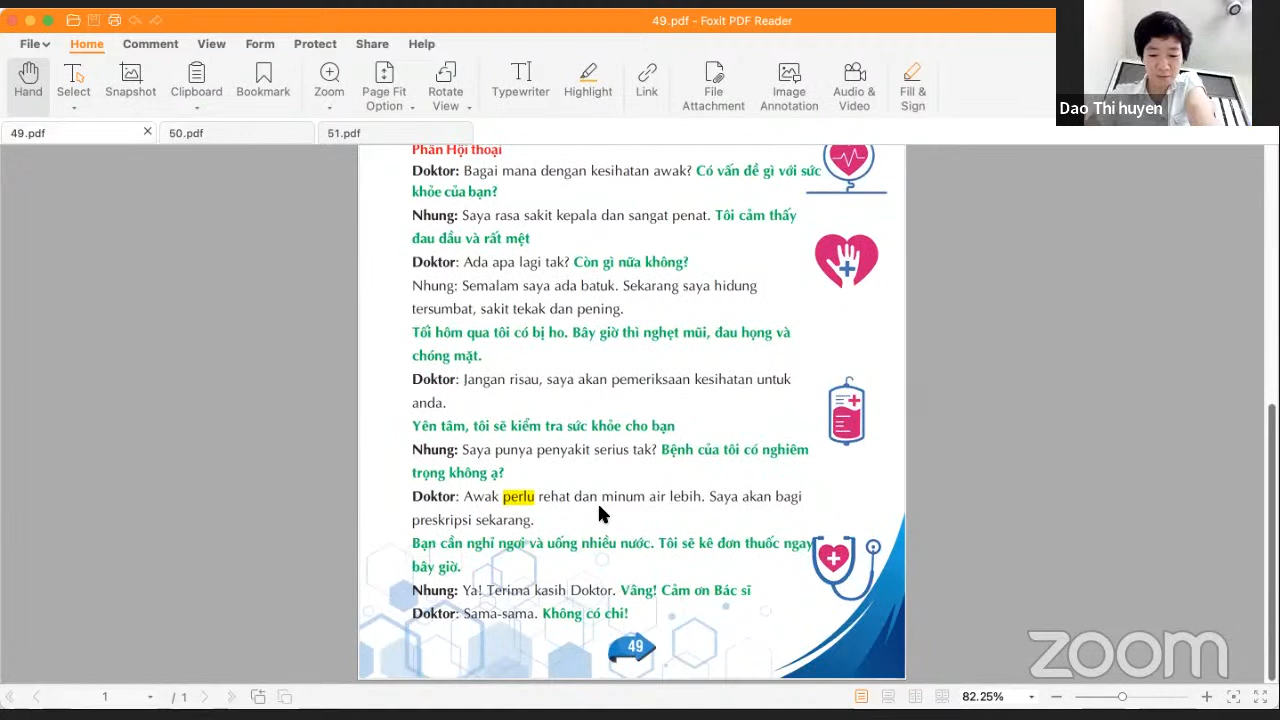 49.pdf - Foxit PDF Reader
File Home Comment View Form Protect Share Help
Hand Select Snapshot Clipboard Bookmark Zoom Page Fit Option Rotate View Typewriter Highlight Link File Attachment Image Annotation Audio & Video Fill & Sign
Dao Thi huyen
49.pdf 50.pdf 51.pdf
Phần Hội thoại
Doktor: Bagai mana dengan kesihatan awak? Có vấn đề gì với sức
khỏe của bạn?
Nhung: Saya rasa sakit kepala dan sangat penat. Tôi cảm thấy
đau đầu và rất mệt
Doktor: Ada apa lagi tak? Còn gì nữa không?
Nhung: Semalam saya ada batuk. Sekarang saya hidung
tersumbat, sakit tekak dan pening.
Tối hôm qua tôi có bị ho. Bây giờ thì nghẹt mũi, đau họng và
chóng mặt.
Doktor: Jangan risau, saya akan pemeriksaan kesihatan untuk
anda.
Yên tâm, tôi sẽ kiểm tra sức khỏe cho bạn
Nhung: Saya punya penyakit serius tak? Bệnh của tôi có nghiêm
trọng không ạ?
Doktor: Awak perlu rehat dan minum air lebih. Saya akan bagi
preskripsi sekarang.
Bạn cần nghỉ ngơi và uống nhiều nước. Tôi sẽ kê đơn thuốc ngay
bây giờ.
Nhung: Ya! Terima kasih Doktor. Vâng! Cảm ơn Bác sĩ
Doktor: Sama-sama. Không có chi!
49
zoom
1 / 1 82.25%